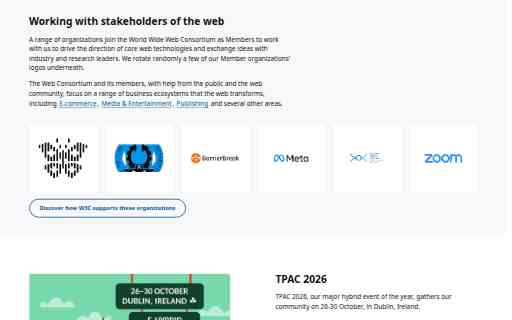 Working with stakeholders of the web
A range of organizations join the World Wide Web Consortium as Members to work
with us to drive the direction of core web technologies and exchange ideas with
industry and research leaders. We rotate randomly a few of our Member organizations'
logos underneath.
The Web Consortium and its members, with help from the public and the web
community, focus on a range of business ecosystems that the web transforms,
including E-commerce, Media & Entertainment, Publishing and several other areas.
BarrierBreak
Meta
zoom
Discover how W3C supports these organizations
26–30 OCTOBER
DUBLIN, IRELAND
TPAC 2026
TPAC 2026, our major hybrid event of the year, gathers our
community on 26-30 October, in Dublin, Ireland.